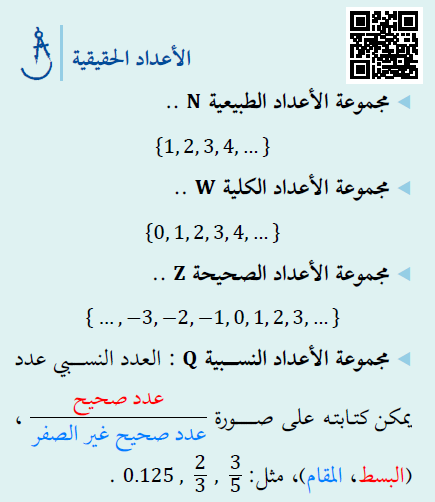 الأعداد الحقيقية
مجموعة الأعداد الطبيعية N ..
{1, 2, 3, 4, ... }
مجموعة الأعداد الكلية W ..
{0, 1, 2, 3, 4, ... }
مجموعة الأعداد الصحيحة Z ..
{ ... , −3, −2, −1, 0, 1, 2, 3, ... }
مجموعة الأعداد النسبية Q : العدد النسبي عدد
يمكن كتابته على صورة عدد صحيح / عدد صحيح غير الصفر ،
(البسط، المقام)، مثل: 3/5 , 2/3 , 0.125 .